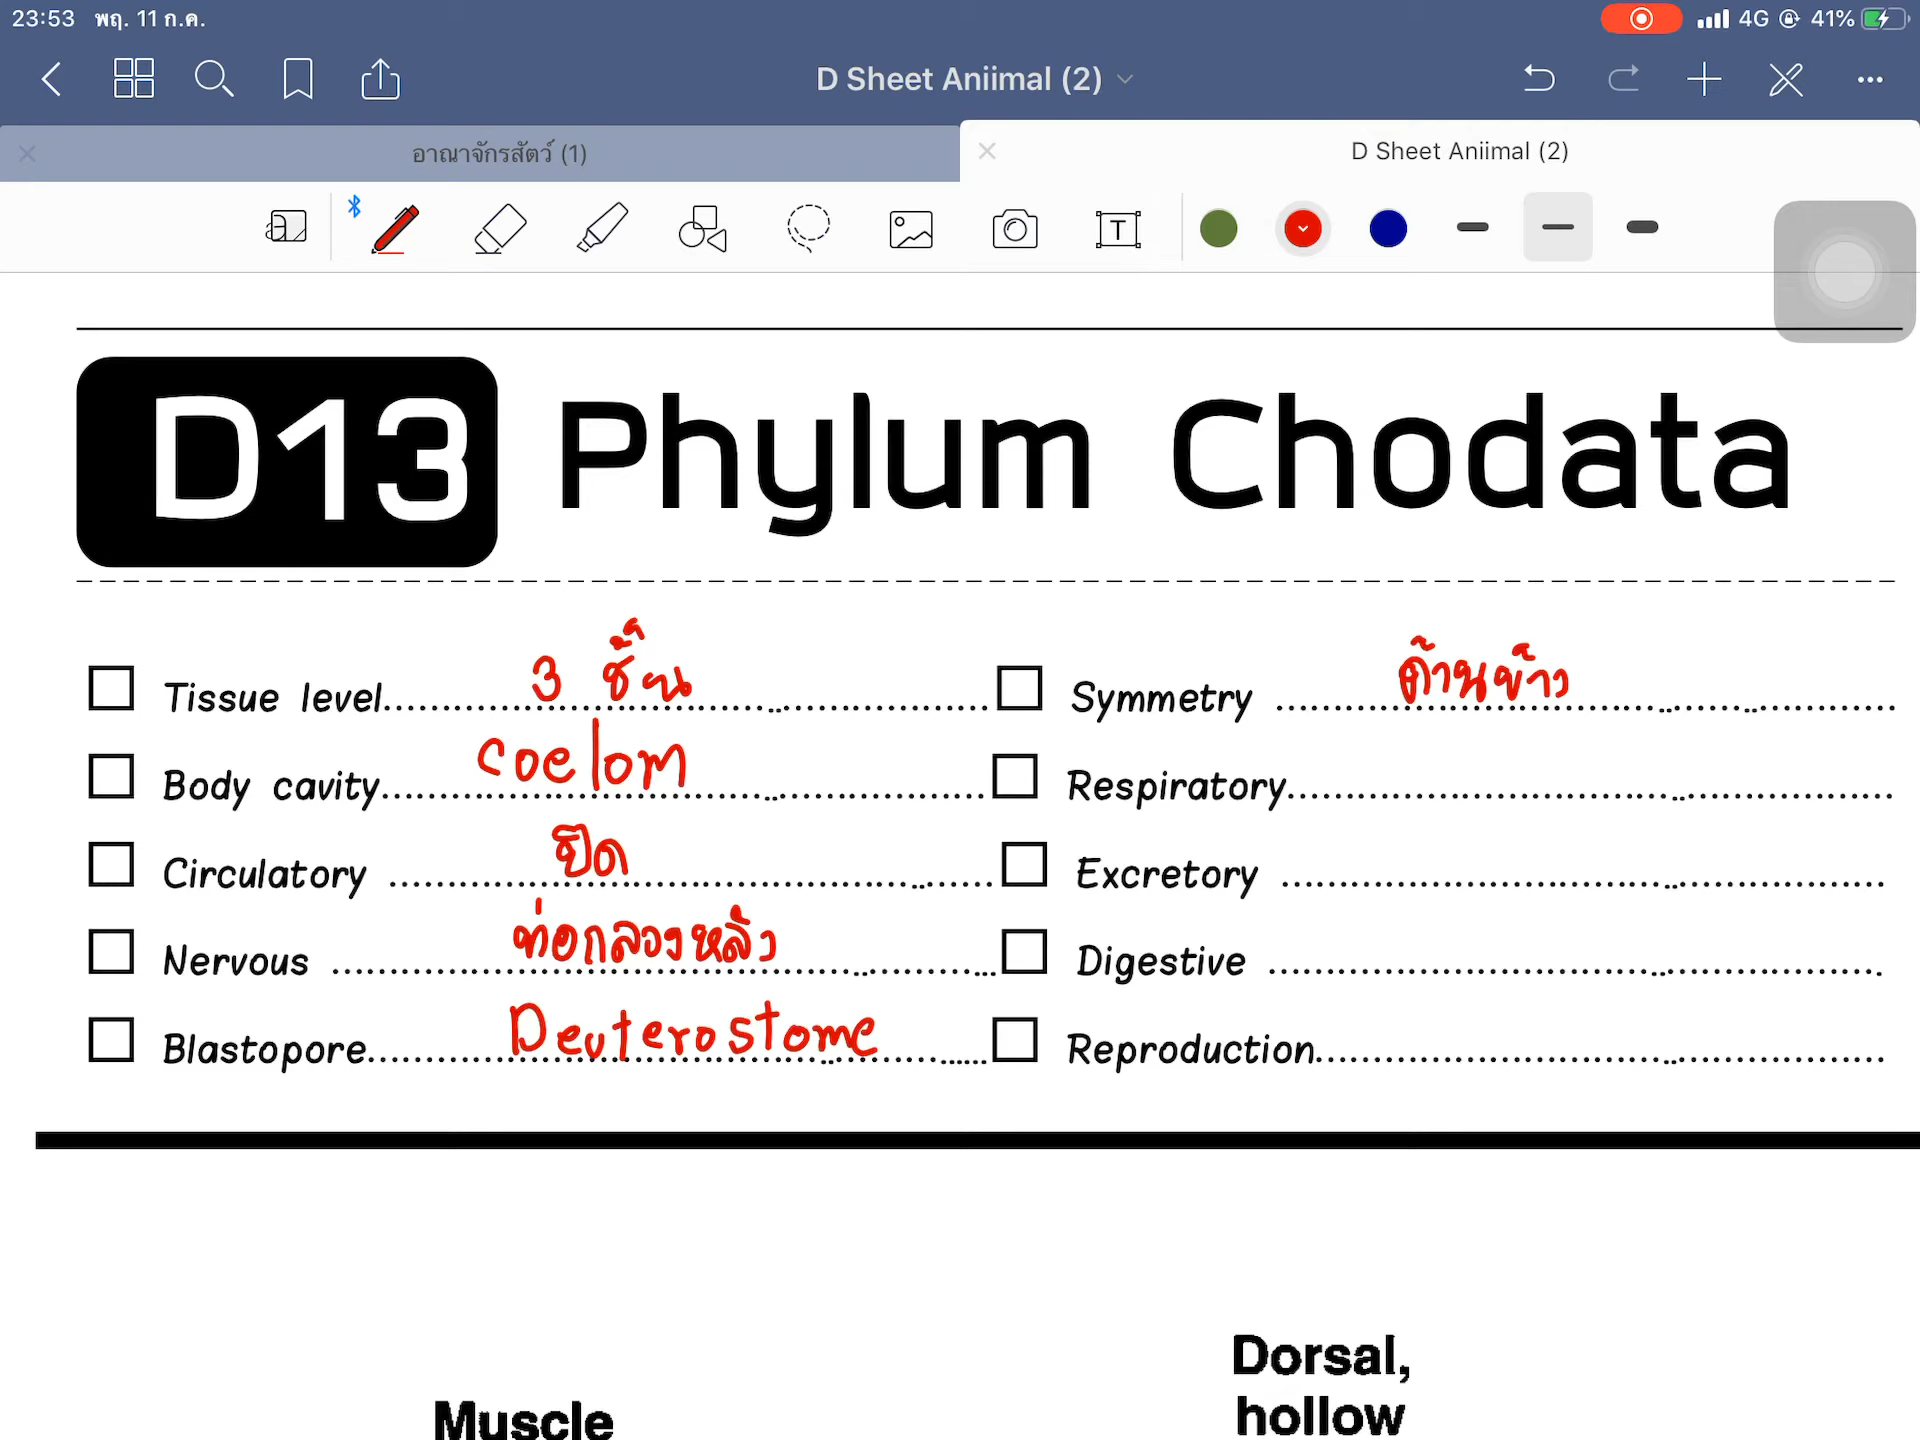 23:53 พฤ. 11 ก.ค. 4G 41%
D Sheet Aniimal (2)
อาณาจักรสัตว์ (1) D Sheet Aniimal (2)
D13 Phylum Chodata
Tissue level 3 ชั้น Symmetry ด้านข้าง
Body cavity coelom Respiratory
Circulatory ปิด Excretory
Nervous ท่อกลวงหลัง Digestive
Blastopore Deuterostome Reproduction
Dorsal,
hollow
Muscle